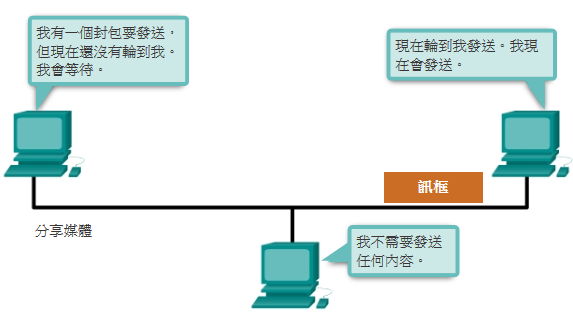 我有一個封包要發送，
但現在還沒有輪到我。
我會等待。
現在輪到我發送。我現
在會發送。
訊框
分享媒體
我不需要發送
任何內容。